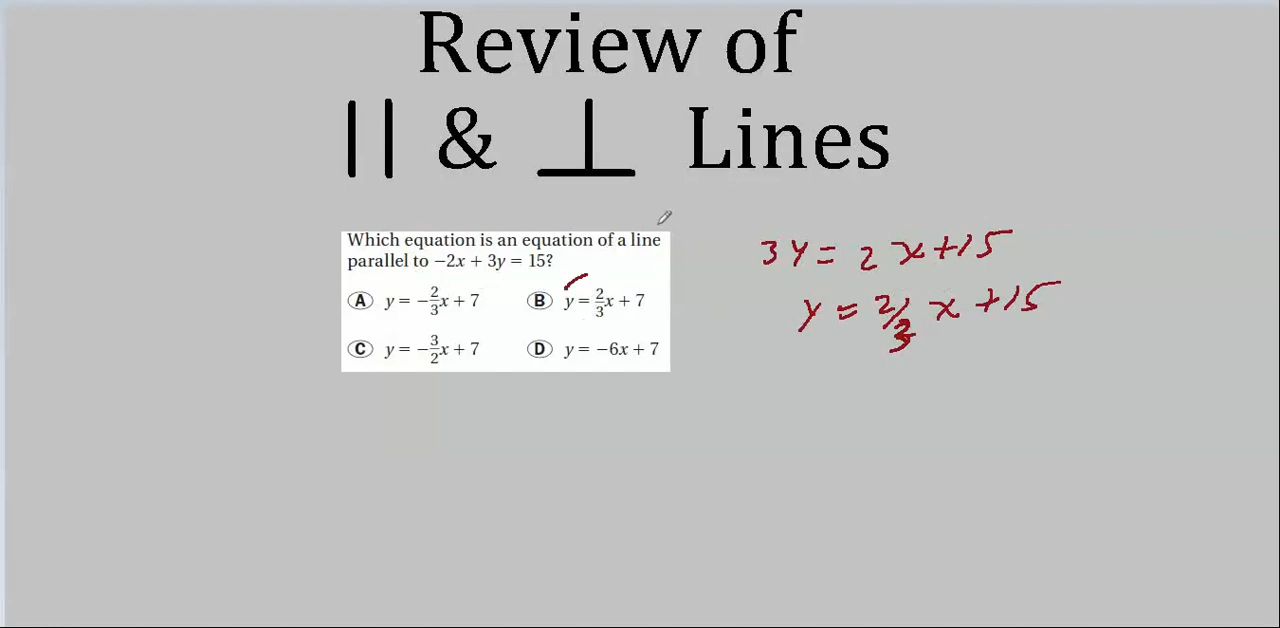 Review of
|| & ⊥ Lines
Which equation is an equation of a line
parallel to −2x + 3y = 15?
A y = −2/3x + 7
B y = 2/3x + 7
C y = −3/2x + 7
D y = −6x + 7
3y = 2x+15
y = 2/3 x +15